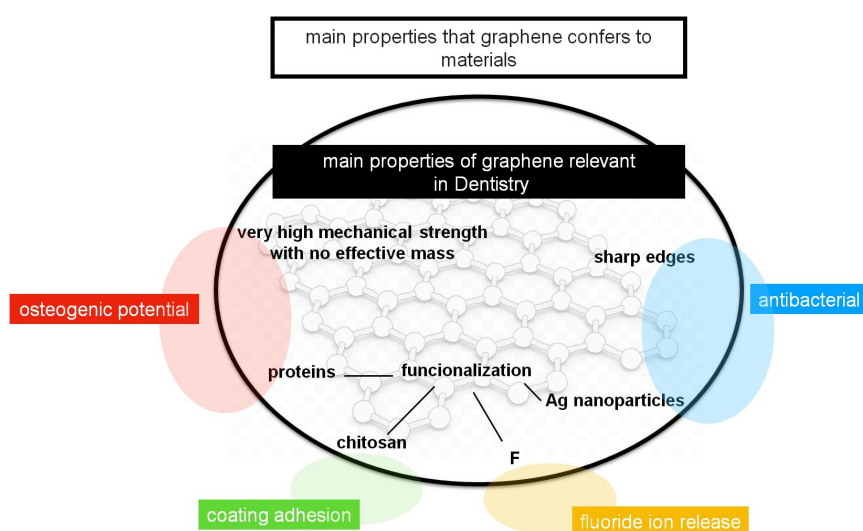 main properties that graphene confers to
materials
main properties of graphene relevant
in Dentistry
very high mechanical strength
with no effective mass
sharp edges
osteogenic potential
antibacterial
proteins
funcionalization
Ag nanoparticles
chitosan
F
coating adhesion
fluoride ion release